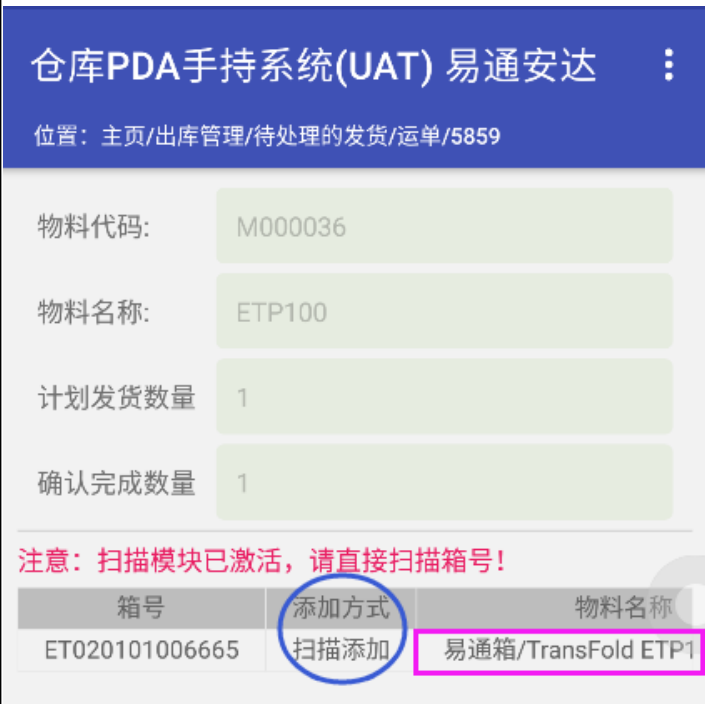 仓库PDA手持系统(UAT) 易通安达
位置：主页/出库管理/待处理的发货/运单/5859
物料代码: M000036
物料名称: ETP100
计划发货数量 1
确认完成数量 1
注意：扫描模块已激活，请直接扫描箱号！
箱号 添加方式 物料名称
ET020101006665 扫描添加 易通箱/TransFold ETP1